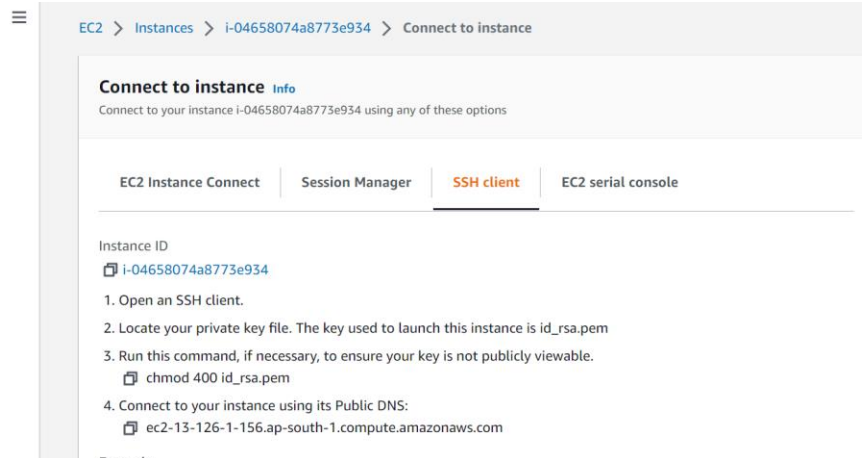 EC2 > Instances > i-04658074a8773e934 > Connect to instance
Connect to instance Info
Connect to your instance i-04658074a8773e934 using any of these options
EC2 Instance Connect Session Manager SSH client EC2 serial console
Instance ID
i-04658074a8773e934
1. Open an SSH client.
2. Locate your private key file. The key used to launch this instance is id_rsa.pem
3. Run this command, if necessary, to ensure your key is not publicly viewable.
chmod 400 id_rsa.pem
4. Connect to your instance using its Public DNS:
ec2-13-126-1-156.ap-south-1.compute.amazonaws.com